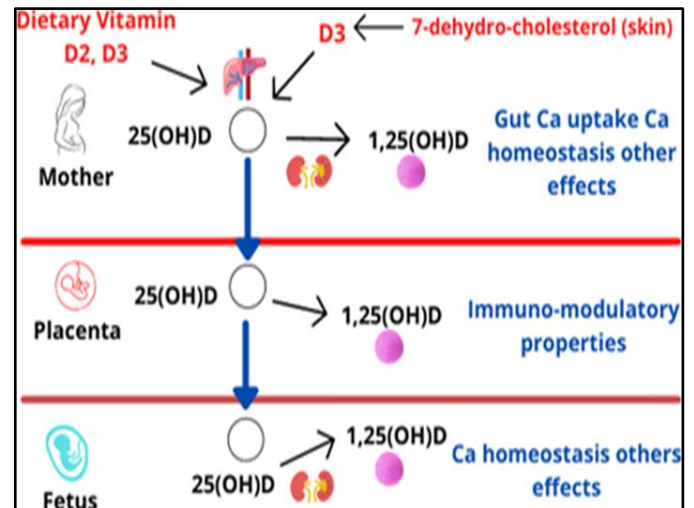 Dietary Vitamin
D2, D3
D3
7-dehydro-cholesterol (skin)
Mother
25(OH)D
1,25(OH)D
Gut Ca uptake Ca
homeostasis other
effects
Placenta
25(OH)D
1,25(OH)D
Immuno-modulatory
properties
Fetus
25(OH)D
1,25(OH)D
Ca homeostasis others
effects